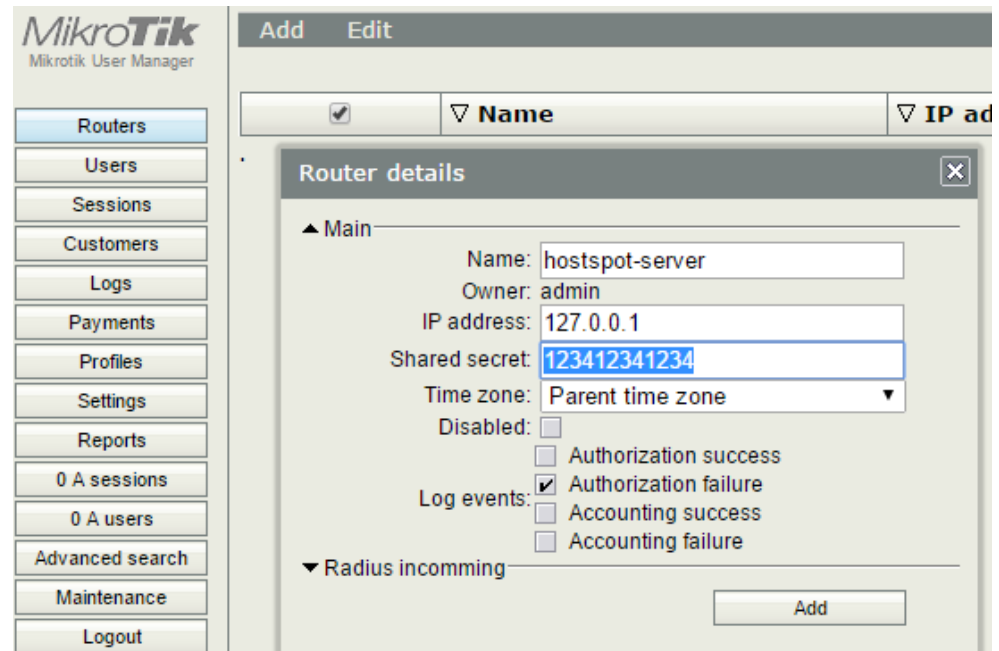 MikroTik
Mikrotik User Manager
Routers
Users
Sessions
Customers
Logs
Payments
Profiles
Settings
Reports
0 A sessions
0 A users
Advanced search
Maintenance
Logout
Add Edit
Name IP ad
Router details
Main
Name: hostspot-server
Owner: admin
IP address: 127.0.0.1
Shared secret: 123412341234
Time zone: Parent time zone
Disabled:
Log events:
Authorization success
Authorization failure
Accounting success
Accounting failure
Radius incomming
Add